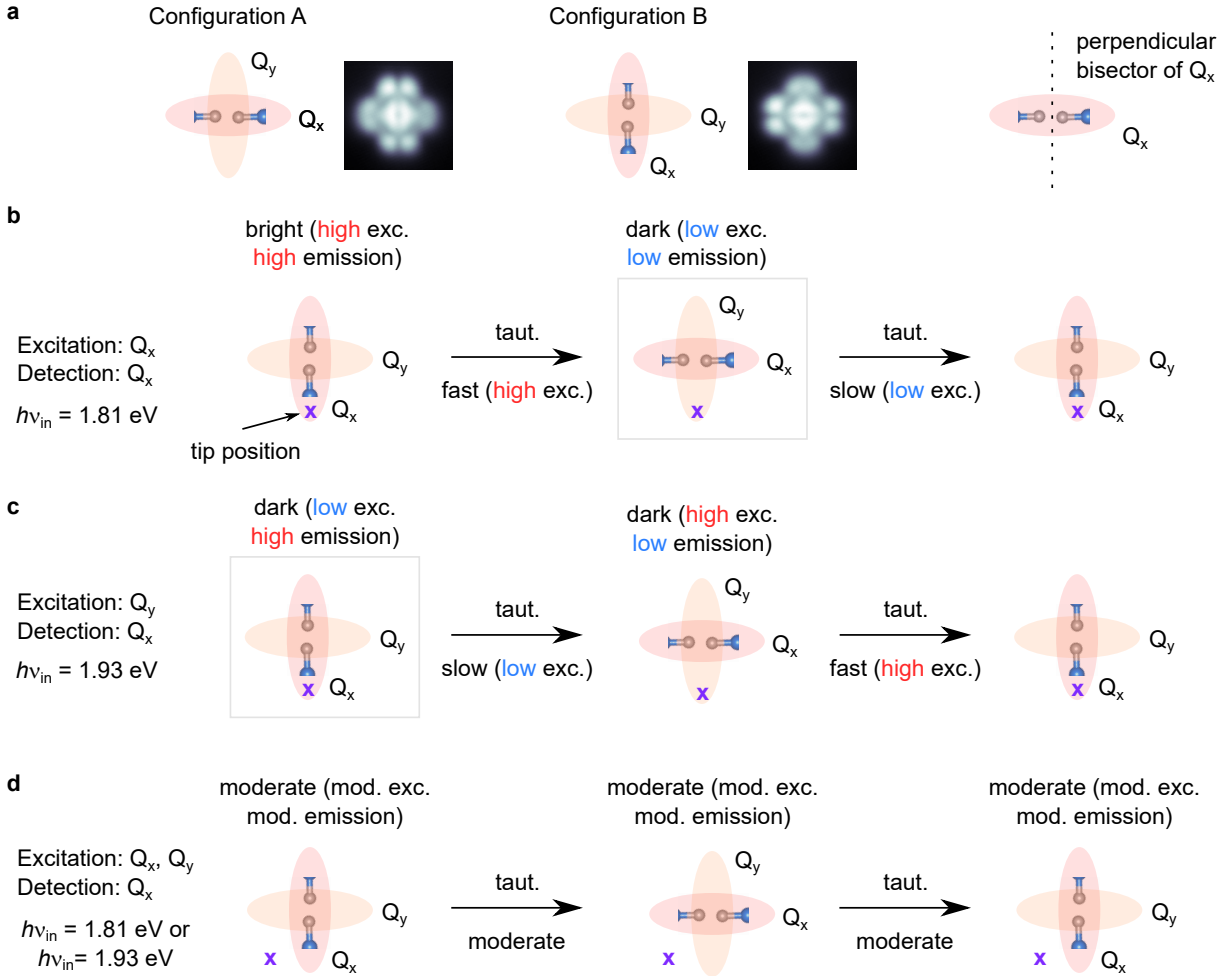 a
Configuration A
Configuration B
perpendicular
bisector of Qx
Qy
Qx
Qy
Qx
Qx
b
bright (high exc.
high emission)
dark (low exc.
low emission)
Excitation: Qx
Detection: Qx
hνin = 1.81 eV
Qy
x
Qx
tip position
taut.
fast (high exc.)
Qy
Qx
x
taut.
slow (low exc.)
Qy
x
Qx
c
dark (low exc.
high emission)
dark (high exc.
low emission)
Excitation: Qy
Detection: Qx
hνin = 1.93 eV
Qy
x
Qx
taut.
slow (low exc.)
Qy
Qx
x
taut.
fast (high exc.)
Qy
x
Qx
d
moderate (mod. exc.
mod. emission)
moderate (mod. exc.
mod. emission)
moderate (mod. exc.
mod. emission)
Excitation: Qx, Qy
Detection: Qx
hνin = 1.81 eV or
hνin= 1.93 eV
Qy
x
Qx
taut.
moderate
Qy
Qx
x
taut.
moderate
Qy
x
Qx